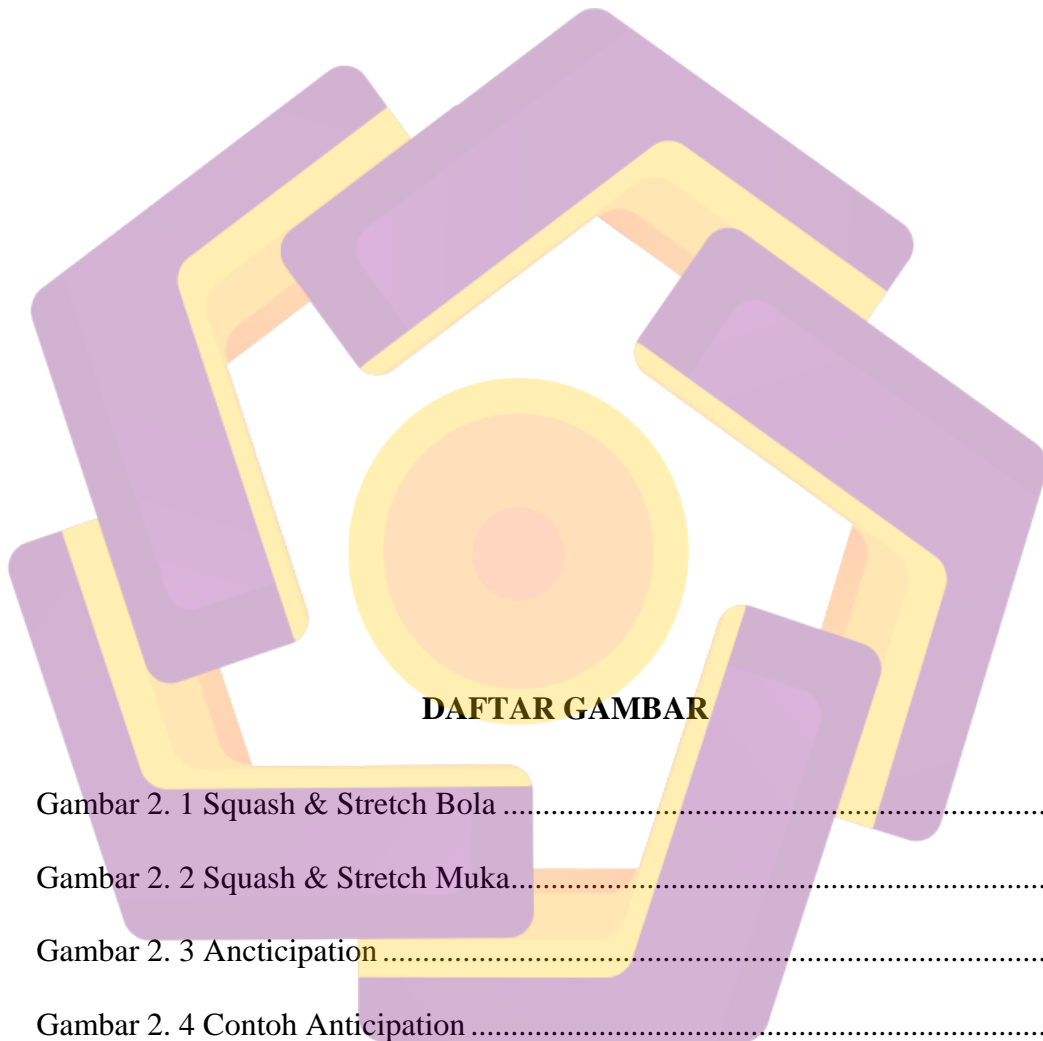 DAFTAR GAMBAR
Gambar 2. 1 Squash & Stretch Bola ....................................................................
Gambar 2. 2 Squash & Stretch Muka...................................................................
Gambar 2. 3 Ancticipation ...................................................................................
Gambar 2. 4 Contoh Anticipation ........................................................................